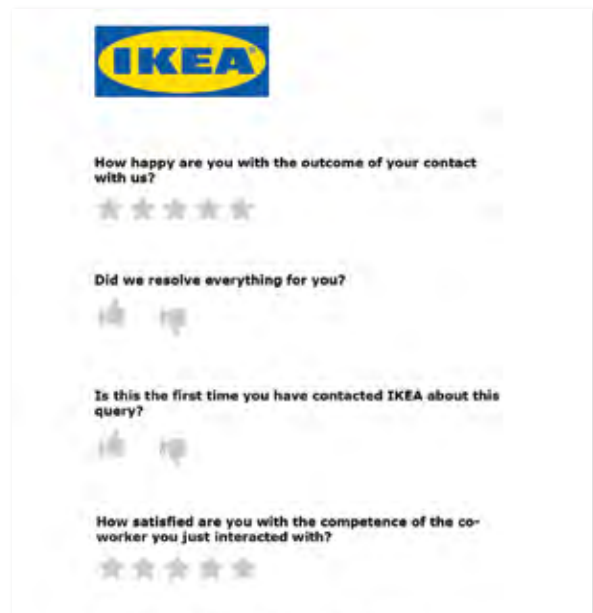 IKEA®
How happy are you with the outcome of your contact
with us?
Did we resolve everything for you?
Is this the first time you have contacted IKEA about this
query?
How satisfied are you with the competence of the co-
worker you just interacted with?